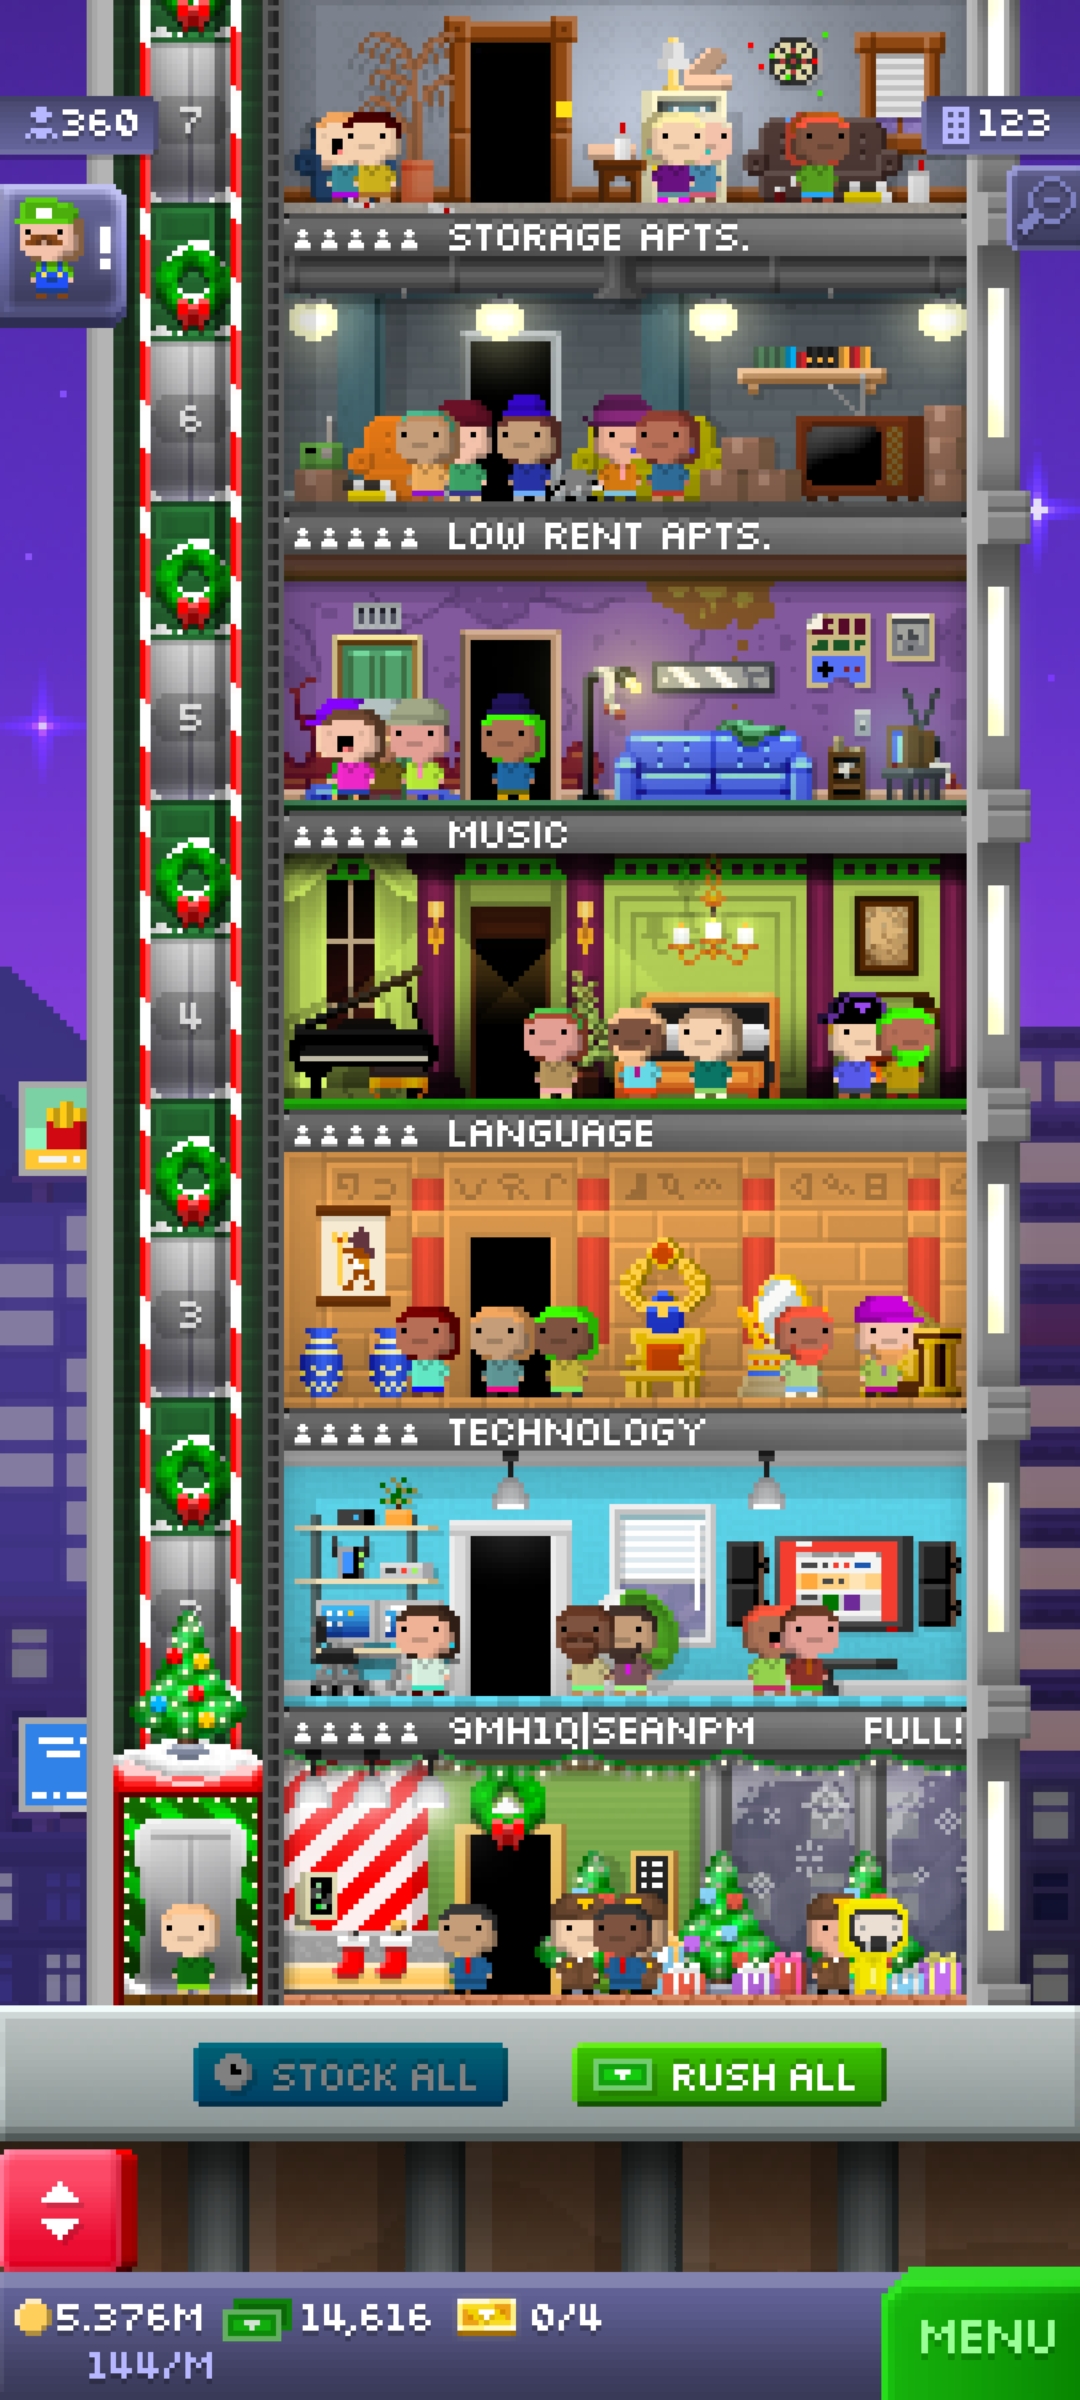 7
360
123
!
STORAGE APTS.
6
LOW RENT APTS.
5
MUSIC
4
LANGUAGE
3
TECHNOLOGY
9MH1Q|SEANPM FULL!
STOCK ALL
RUSH ALL
5.376M 14,616 0/4
144/M
MENU